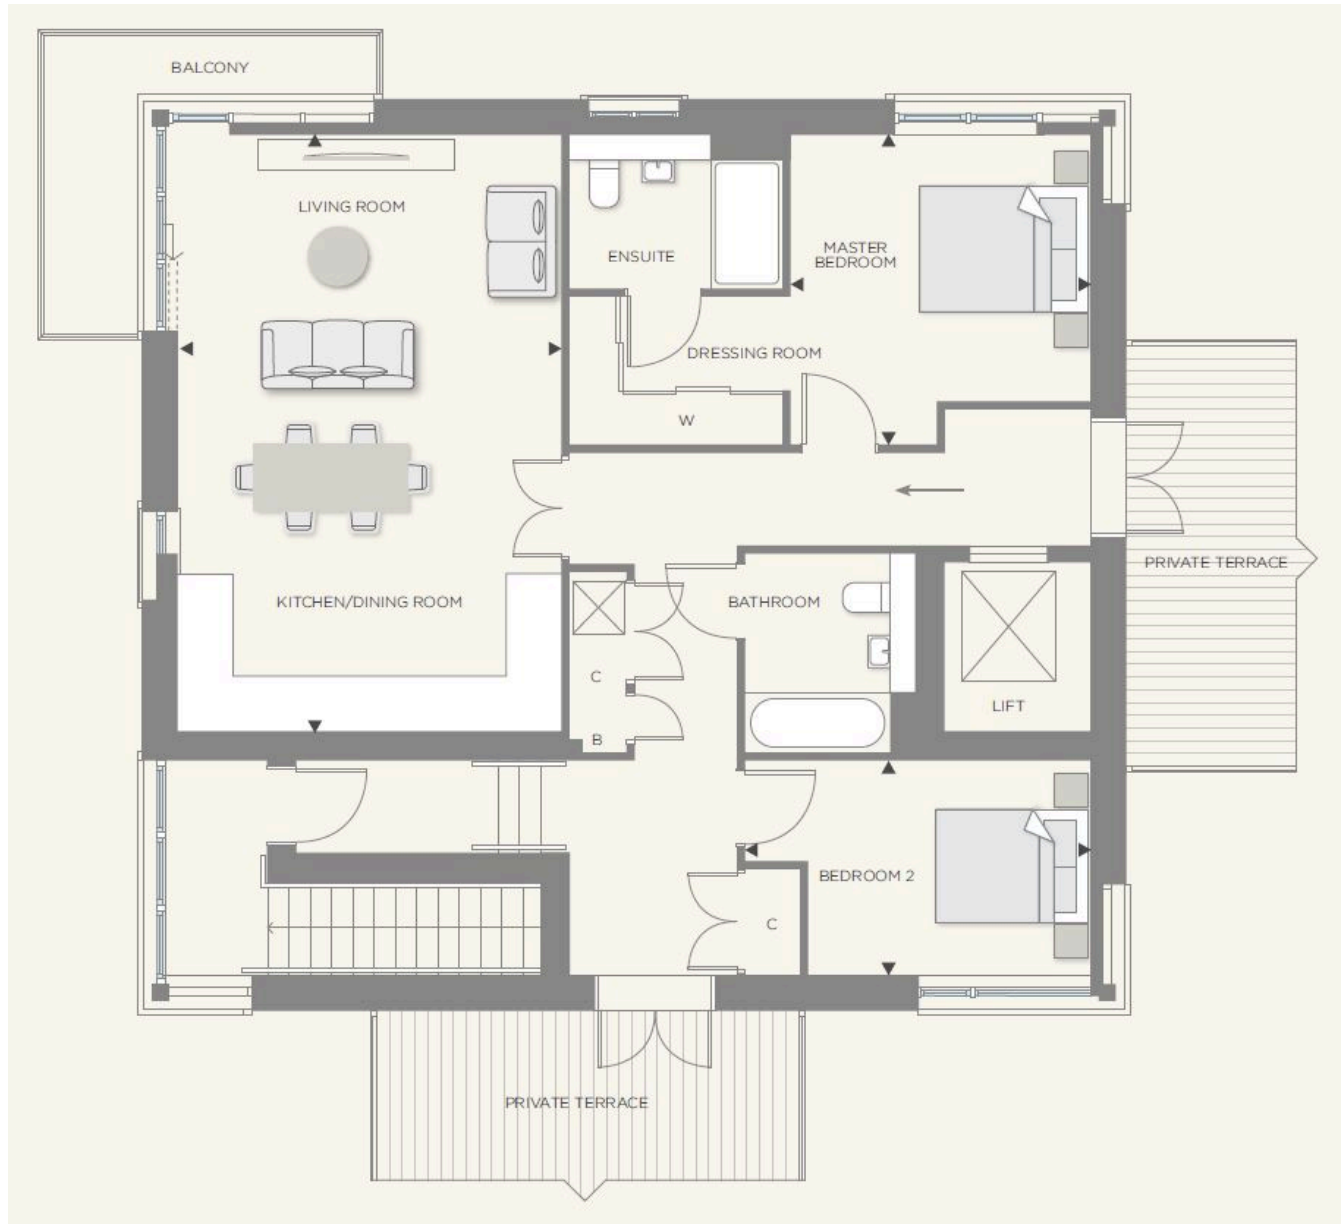 BALCONY
LIVING ROOM
ENSUITE
MASTER
BEDROOM
DRESSING ROOM
W
PRIVATE TERRACE
KITCHEN/DINING ROOM
BATHROOM
C
LIFT
B
BEDROOM 2
C
PRIVATE TERRACE